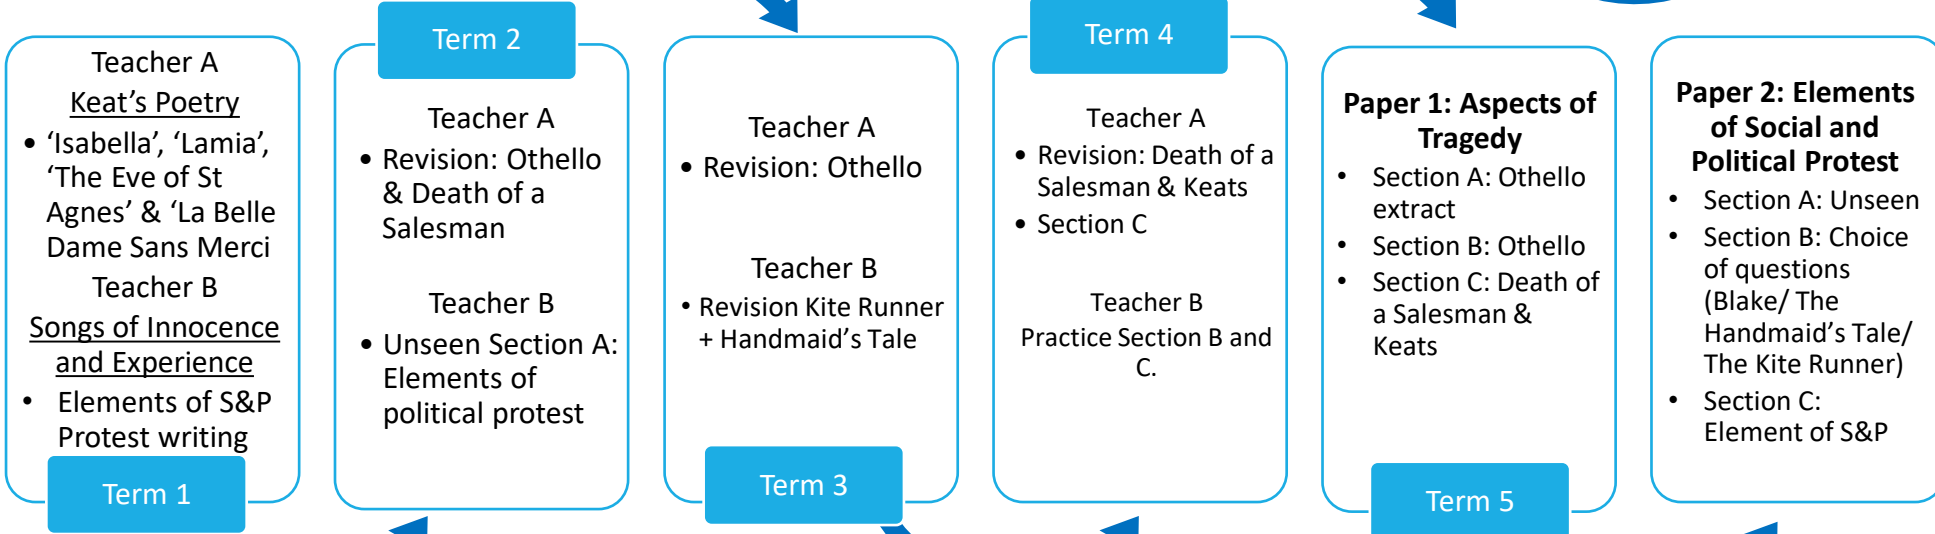 Teacher A
Keat’s Poetry
• ‘Isabella’, ‘Lamia’,
‘The Eve of St
Agnes’ & ‘La Belle
Dame Sans Merci
Teacher B
Songs of Innocence
and Experience
• Elements of S&P
Protest writing
Term 1
Term 2
Teacher A
• Revision: Othello
& Death of a
Salesman
Teacher B
• Unseen Section A:
Elements of
political protest
Teacher A
• Revision: Othello
Teacher B
• Revision Kite Runner
+ Handmaid’s Tale
Term 3
Term 4
Teacher A
• Revision: Death of a
Salesman & Keats
• Section C
Teacher B
Practice Section B and
C.
Paper 1: Aspects of
Tragedy
• Section A: Othello
extract
• Section B: Othello
• Section C: Death of
a Salesman &
Keats
Term 5
Paper 2: Elements
of Social and
Political Protest
• Section A: Unseen
• Section B: Choice
of questions
(Blake/ The
Handmaid’s Tale/
The Kite Runner)
• Section C:
Element of S&P